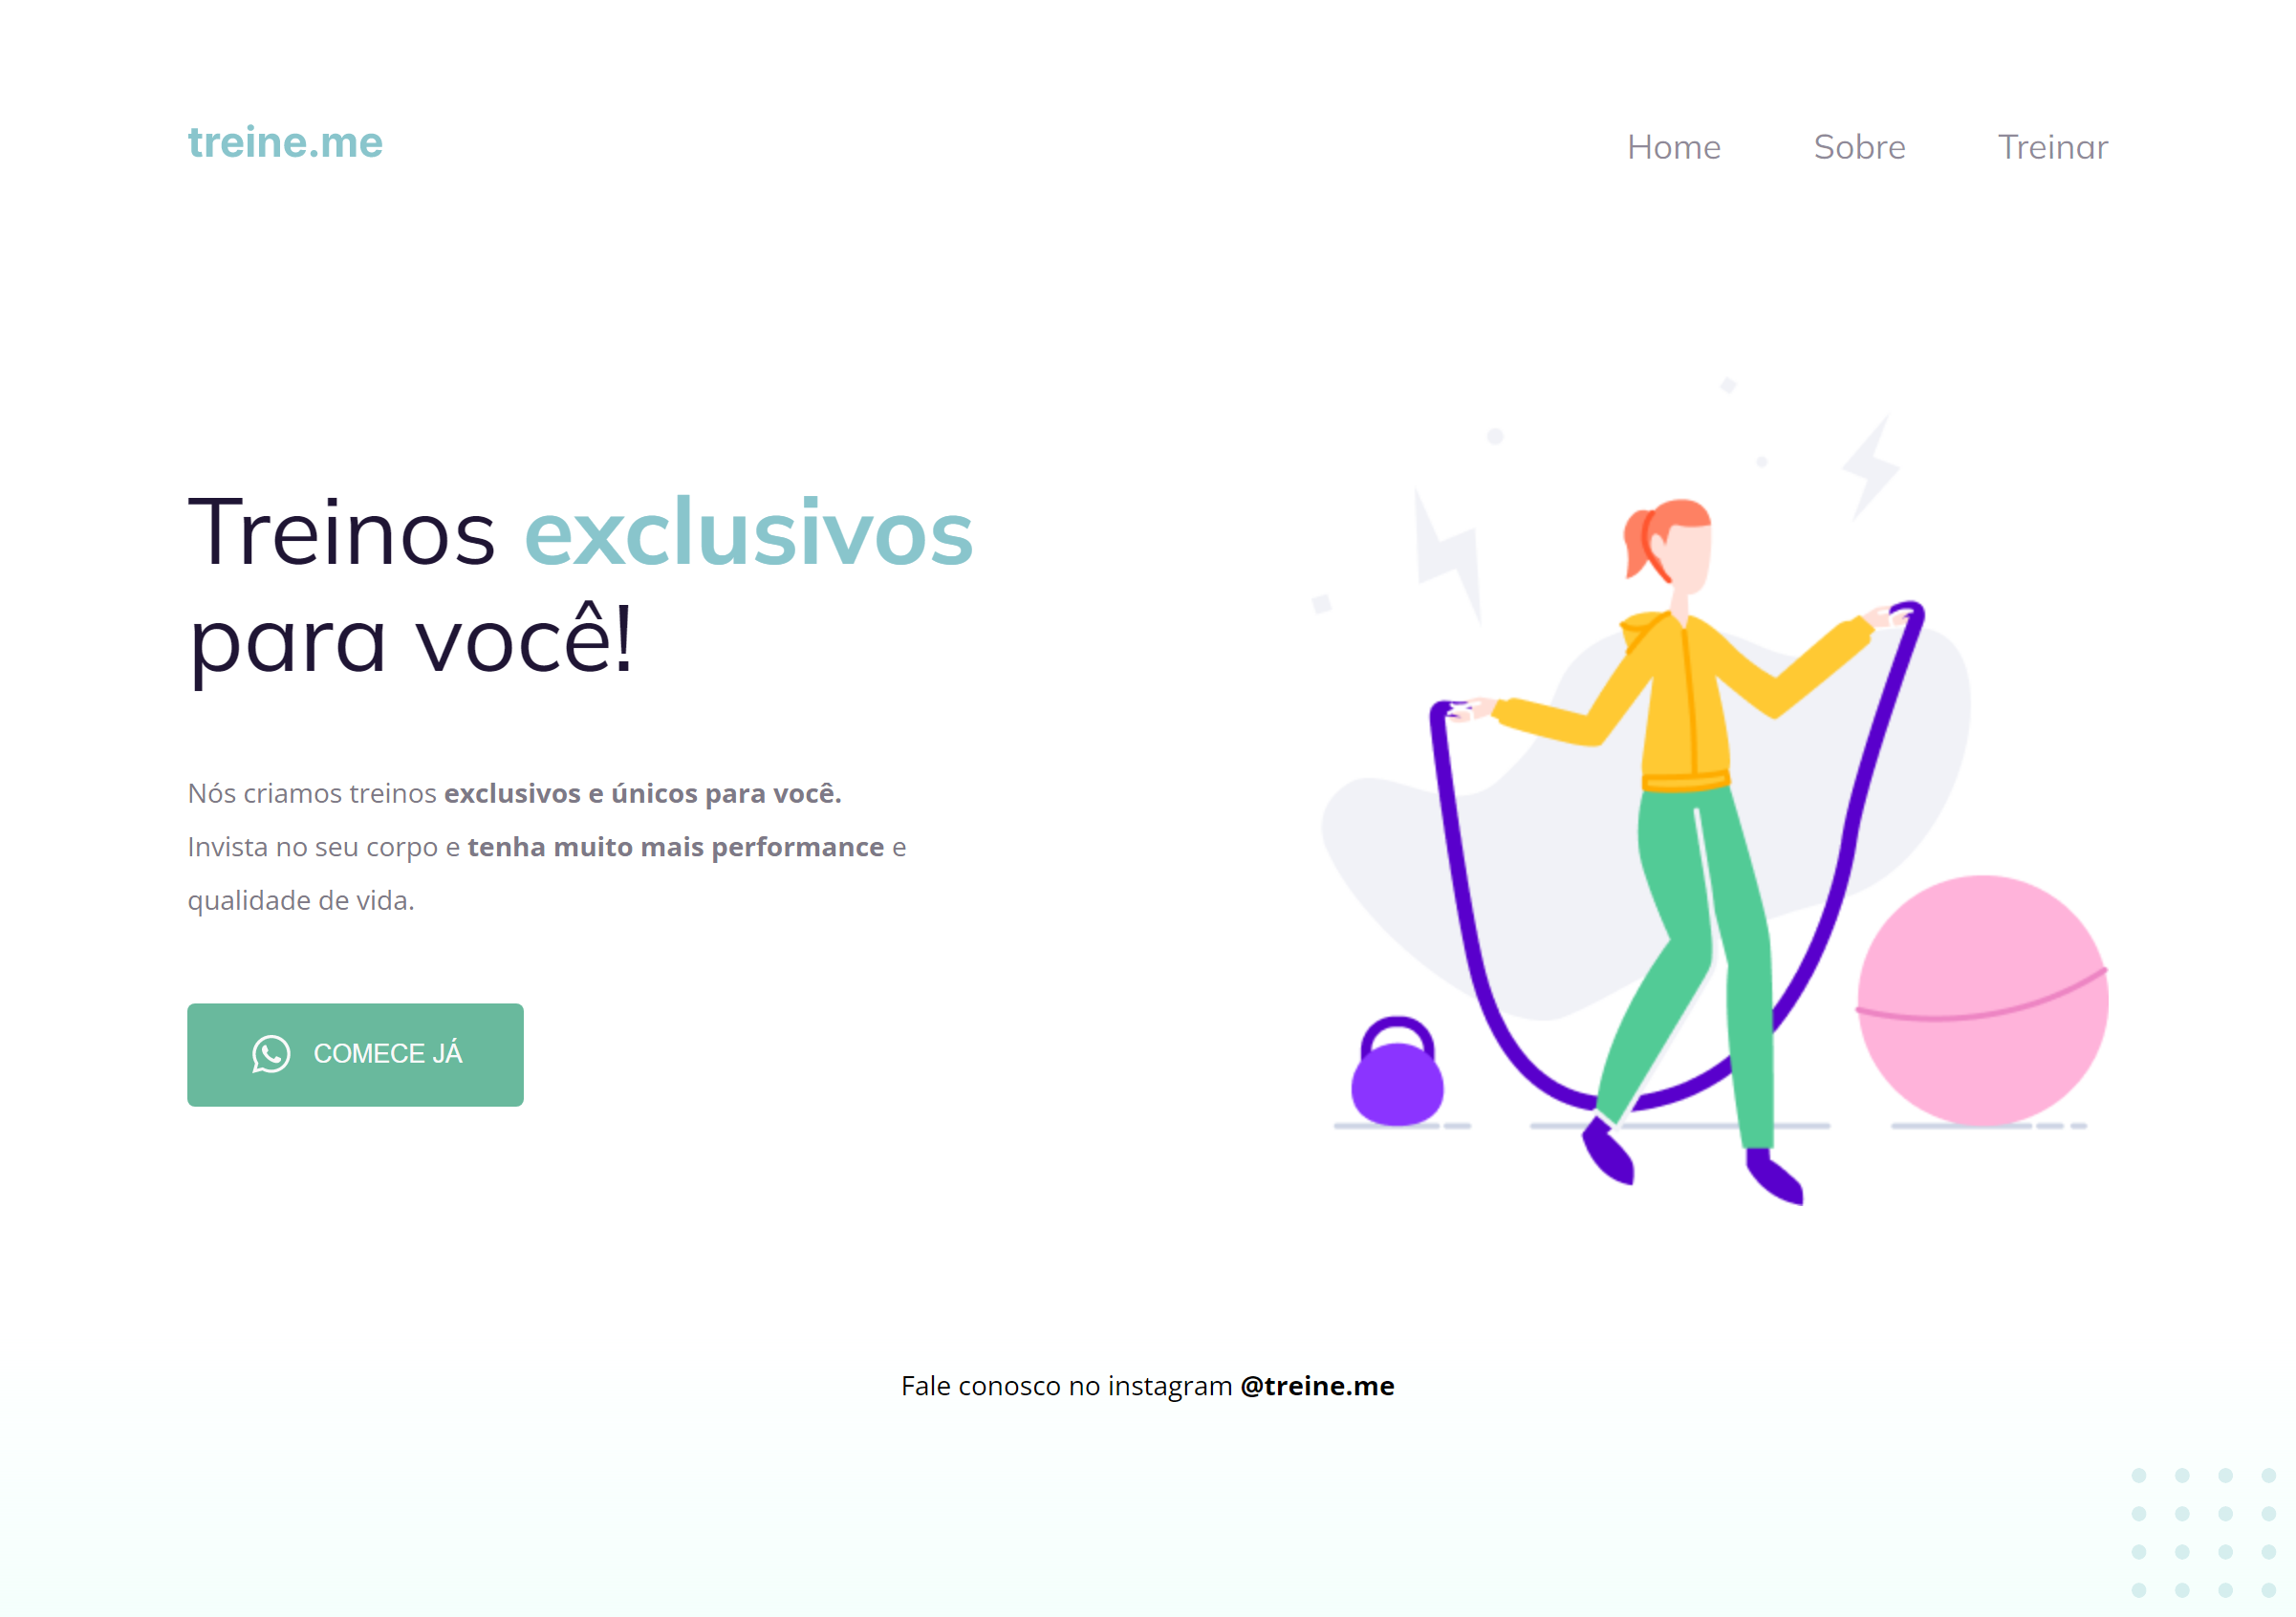 treine.me
Home Sobre Treinar
Treinos exclusivos
para você!
Nós criamos treinos exclusivos e únicos para você.
Invista no seu corpo e tenha muito mais performance e
qualidade de vida.
COMECE JÁ
Fale conosco no instagram @treine.me